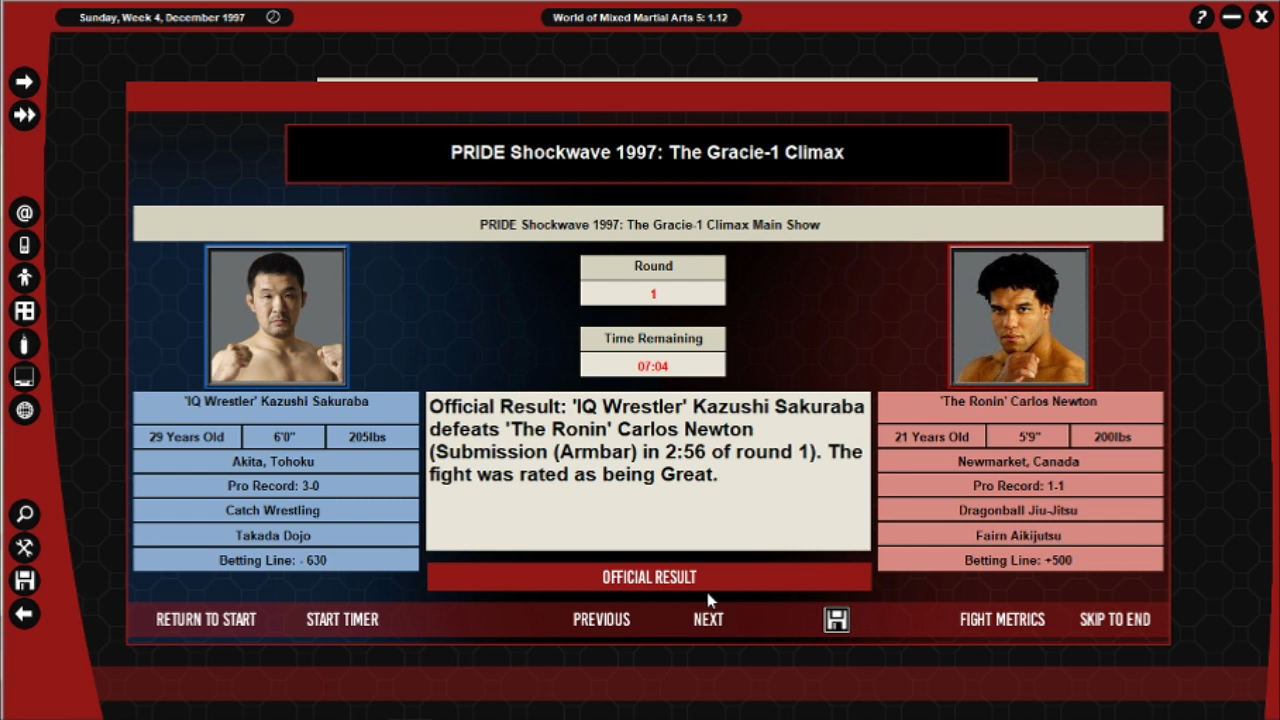 Sunday, Week 4, December 1997
World of Mixed Martial Arts 5: 1.12
?
X
@
PRIDE Shockwave 1997: The Gracie-1 Climax
PRIDE Shockwave 1997: The Gracie-1 Climax Main Show
Round
1
Time Remaining
07:04
'IQ Wrestler' Kazushi Sakuraba
29 Years Old
6'0"
205lbs
Akita, Tohoku
Pro Record: 3-0
Catch Wrestling
Takada Dojo
Betting Line: - 630
Official Result: 'IQ Wrestler' Kazushi Sakuraba
defeats 'The Ronin' Carlos Newton
(Submission (Armbar) in 2:56 of round 1). The
fight was rated as being Great.
OFFICIAL RESULT
'The Ronin' Carlos Newton
21 Years Old
5'9"
200lbs
Newmarket, Canada
Pro Record: 1-1
Dragonball Jiu-Jitsu
Fairn Aikijutsu
Betting Line: +500
RETURN TO START
START TIMER
PREVIOUS
NEXT
FIGHT METRICS
SKIP TO END